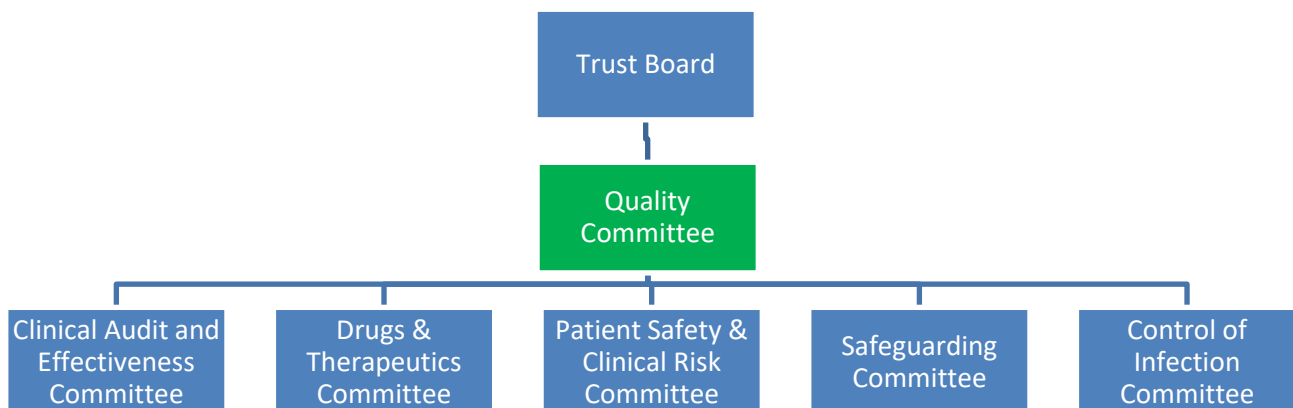 Trust Board
Quality
Committee
Clinical Audit and
Effectiveness
Committee
Drugs &
Therapeutics
Committee
Patient Safety &
Clinical Risk
Committee
Safeguarding
Committee
Control of
Infection
Committee